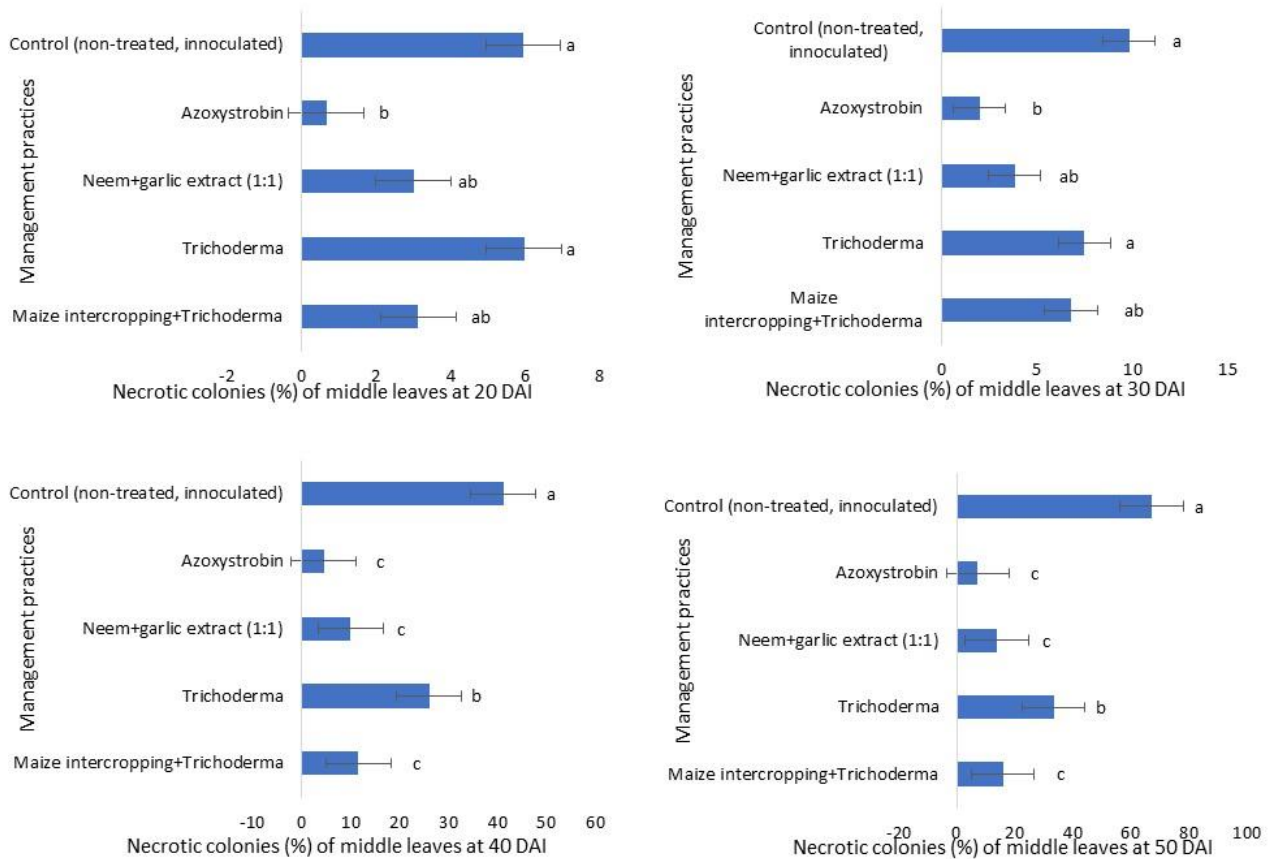 Management practices
Control (non-treated, innoculated)
a
Azoxystrobin
b
Neem+garlic extract (1:1)
ab
Trichoderma
a
Maize intercropping+Trichoderma
ab
-2 0 2 4 6 8
Necrotic colonies (%) of middle leaves at 20 DAI
Management practices
Control (non-treated,
innoculated)
a
Azoxystrobin
b
Neem+garlic extract (1:1)
ab
Trichoderma
a
Maize
intercropping+Trichoderma
ab
0 5 10 15
Necrotic colonies (%) of middle leaves at 30 DAI
Management practices
Control (non-treated, innoculated)
a
Azoxystrobin
c
Neem+garlic extract (1:1)
c
Trichoderma
b
Maize intercropping+Trichoderma
c
-10 0 10 20 30 40 50 60
Necrotic colonies (%) of middle leaves at 40 DAI
Management practices
Control (non-treated, innoculated)
a
Azoxystrobin
c
Neem+garlic extract (1:1)
c
Trichoderma
b
Maize intercropping+Trichoderma
c
-20 0 20 40 60 80 100
Necrotic colonies (%) of middle leaves at 50 DAI